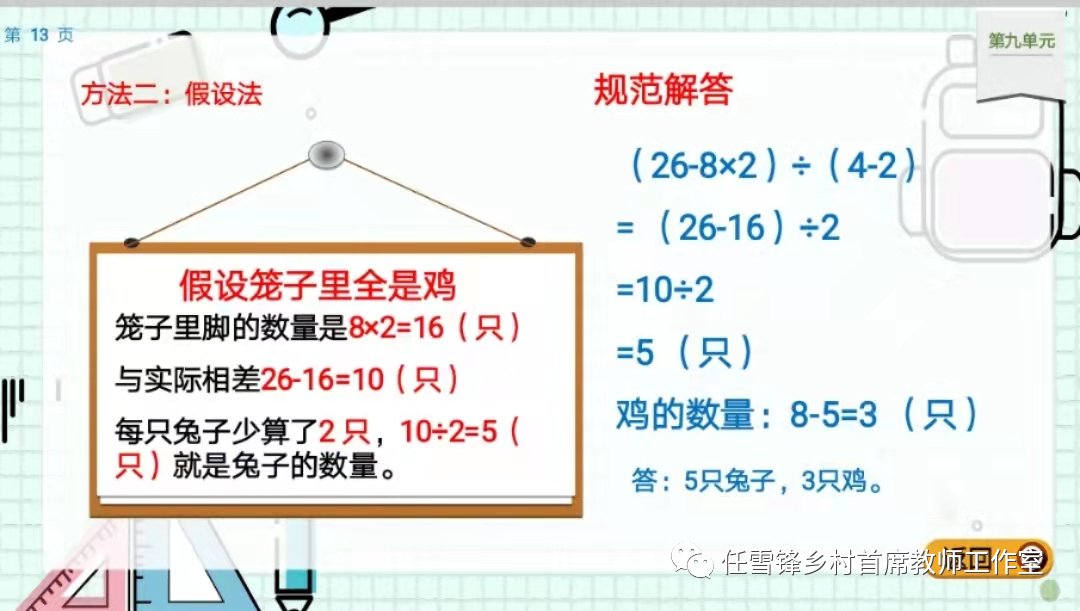 第 13 页
第九单元
方法二：假设法
规范解答
假设笼子里全是鸡
笼子里脚的数量是8×2=16（只）
与实际相差26-16=10（只）
每只兔子少算了2 只，10÷2=5（
只）就是兔子的数量。
（26-8×2）÷（4-2）
=（26-16）÷2
=10÷2
=5 （只）
鸡的数量：8-5=3 （只）
答：5只兔子，3只鸡。
任雪锋乡村首席教师工作室